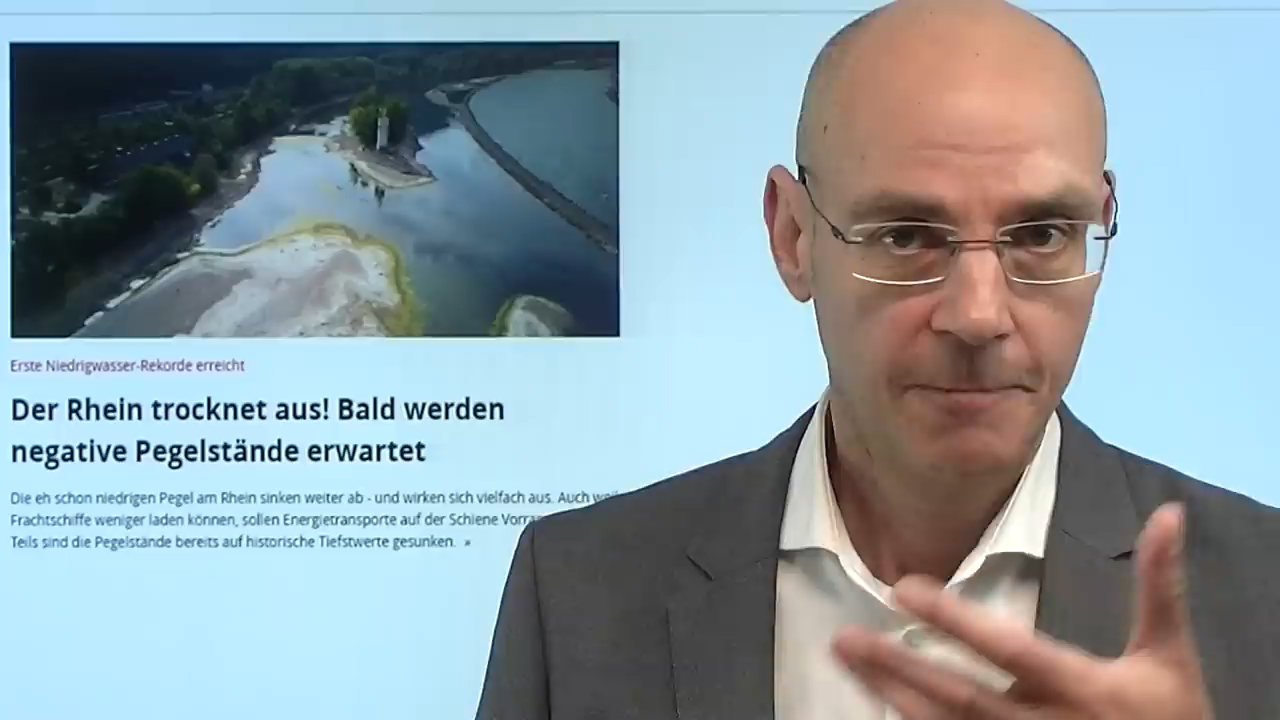 Erste Niedrigwasser-Rekorde erreicht
Der Rhein trocknet aus! Bald werden
negative Pegelstände erwartet
Die eh schon niedrigen Pegel am Rhein sinken weiter ab - und wirken sich vielfach aus. Auch
Frachtschiffe weniger laden können, sollen Energietransporte auf der Schiene
Teils sind die Pegelstände bereits auf historische Tiefstwerte gesunken. »